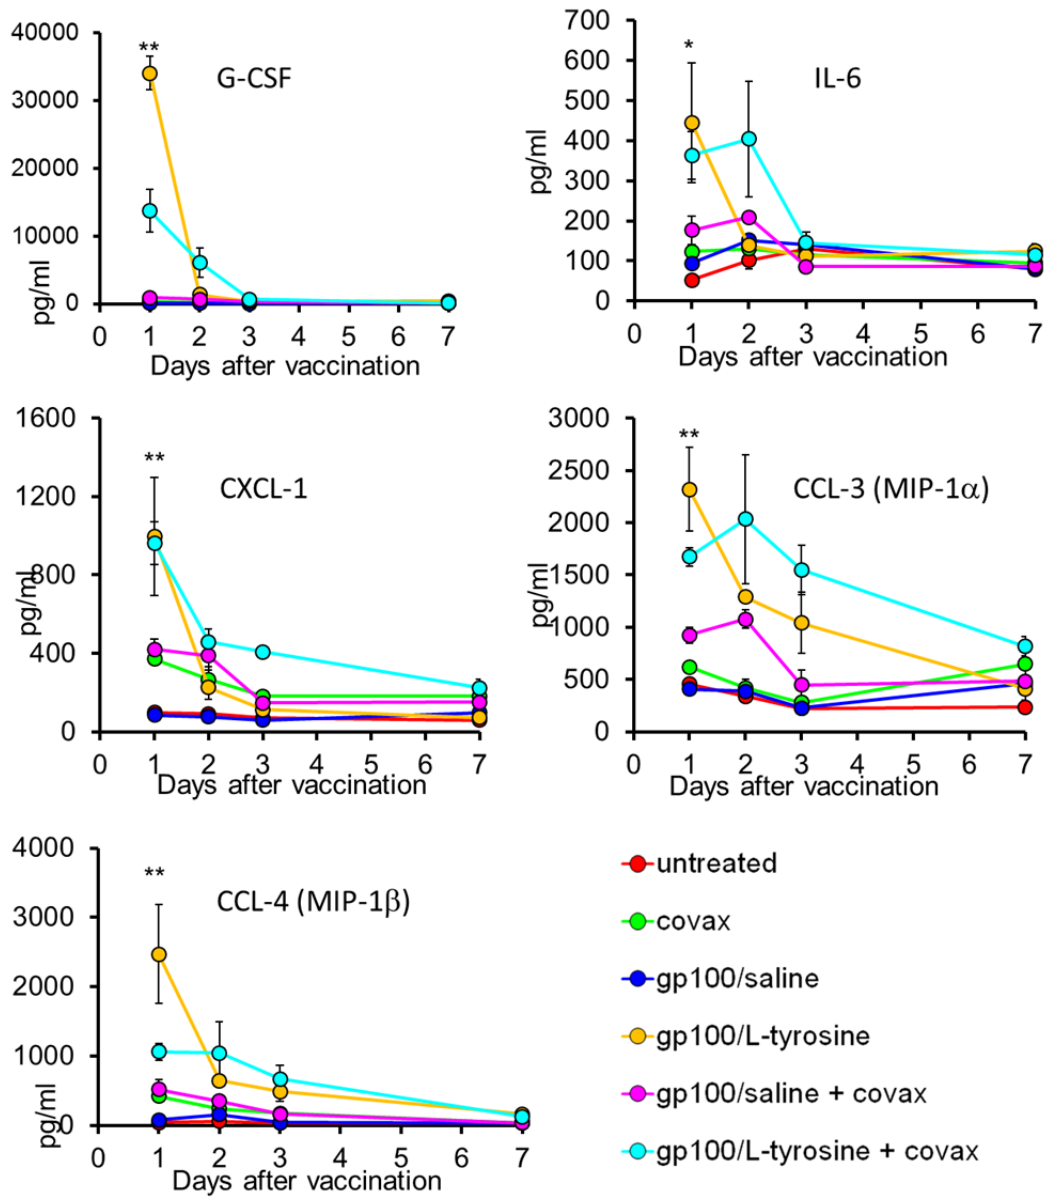 40000
30000
20000
10000
0
pg/ml
**
G-CSF
0 1 2 3 4 5 6 7
Days after vaccination
700
600
500
400
300
200
100
0
pg/ml
*
IL-6
0 1 2 3 4 5 6 7
Days after vaccination
1600
1200
800
400
0
pg/ml
**
CXCL-1
0 1 2 3 4 5 6 7
Days after vaccination
3000
2500
2000
1500
1000
500
0
pg/ml
**
CCL-3 (MIP-1α)
0 1 2 3 4 5 6 7
Days after vaccination
4000
3000
2000
1000
0
pg/ml
**
CCL-4 (MIP-1β)
0 1 2 3 4 5 6 7
Days after vaccination
untreated
covax
gp100/saline
gp100/L-tyrosine
gp100/saline + covax
gp100/L-tyrosine + covax